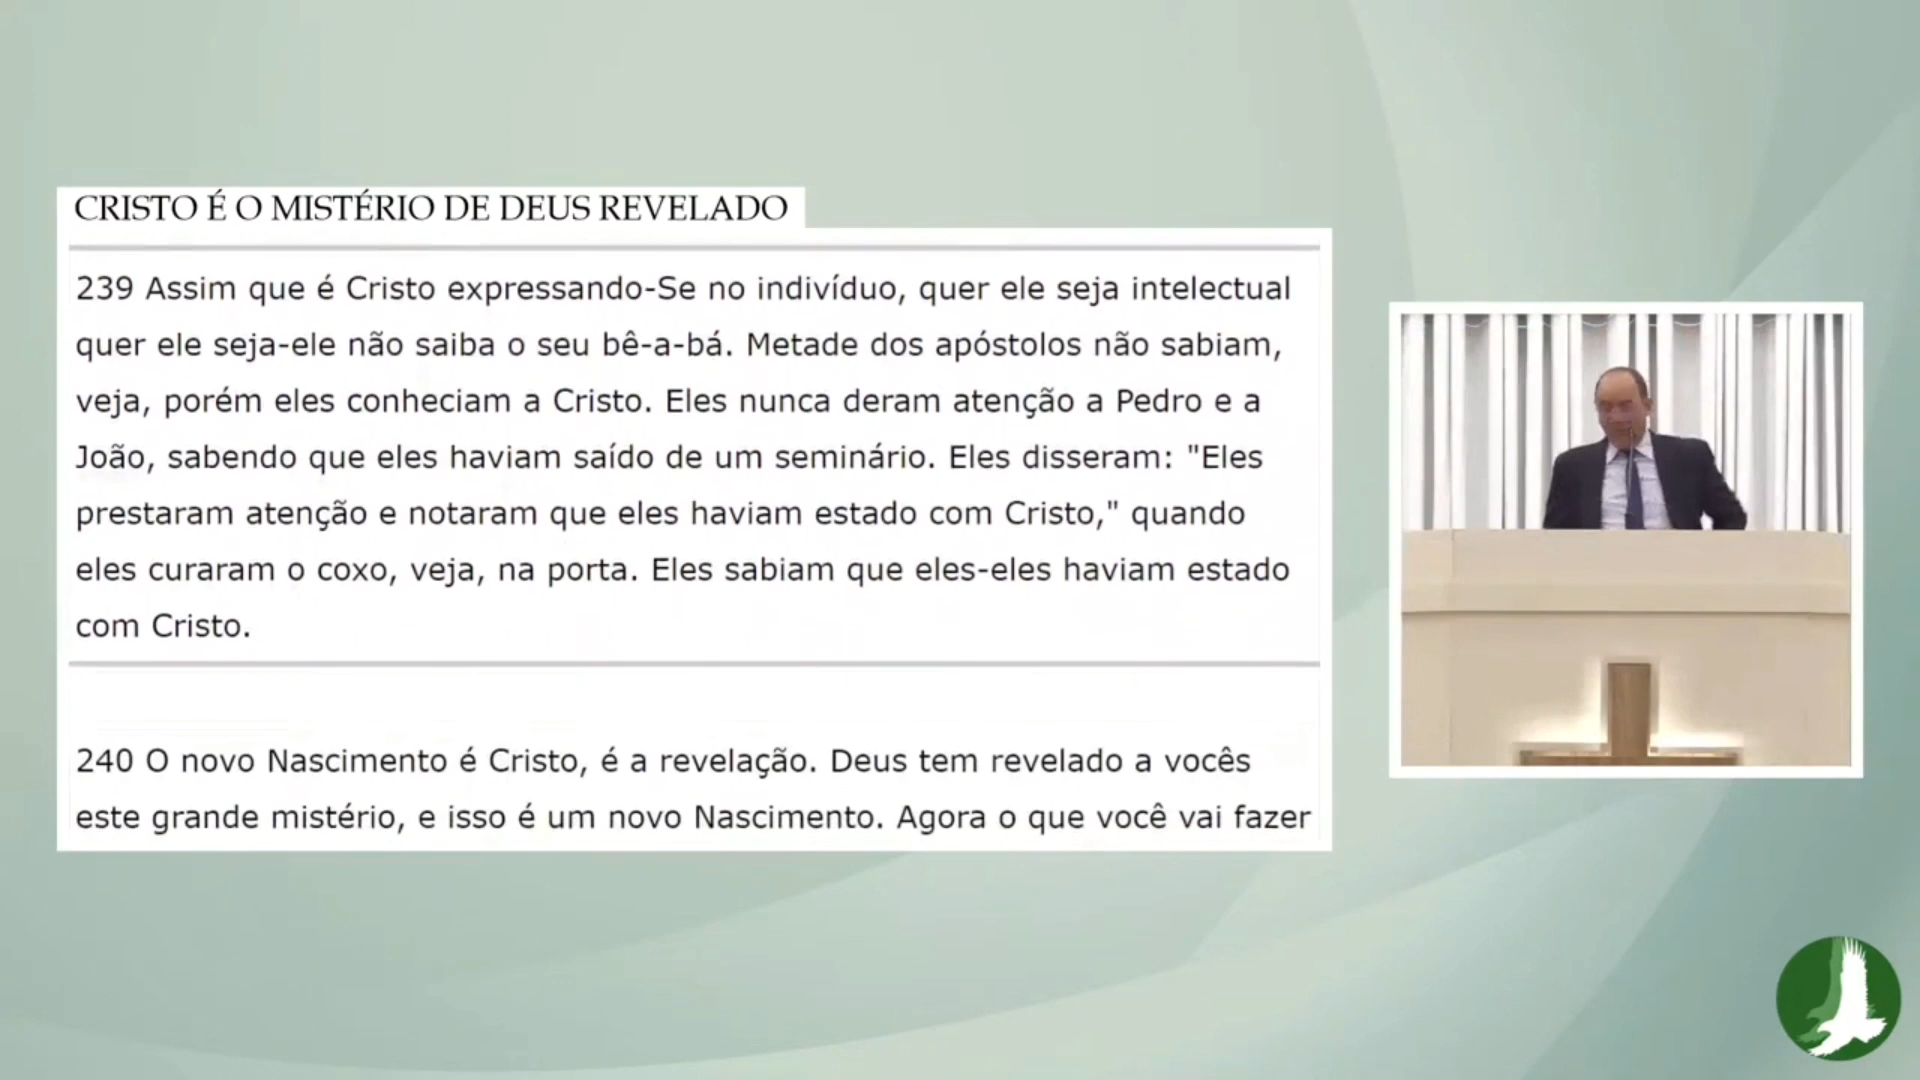 CRISTO É O MISTÉRIO DE DEUS REVELADO
239 Assim que é Cristo expressando-Se no indivíduo, quer ele seja intelectual
quer ele seja-ele não saiba o seu bê-a-bá. Metade dos apóstolos não sabiam,
veja, porém eles conheciam a Cristo. Eles nunca deram atenção a Pedro e a
João, sabendo que eles haviam saído de um seminário. Eles disseram: "Eles
prestaram atenção e notaram que eles haviam estado com Cristo," quando
eles curaram o coxo, veja, na porta. Eles sabiam que eles-eles haviam estado
com Cristo.
240 O novo Nascimento é Cristo, é a revelação. Deus tem revelado a vocês
este grande mistério, e isso é um novo Nascimento. Agora o que você vai fazer